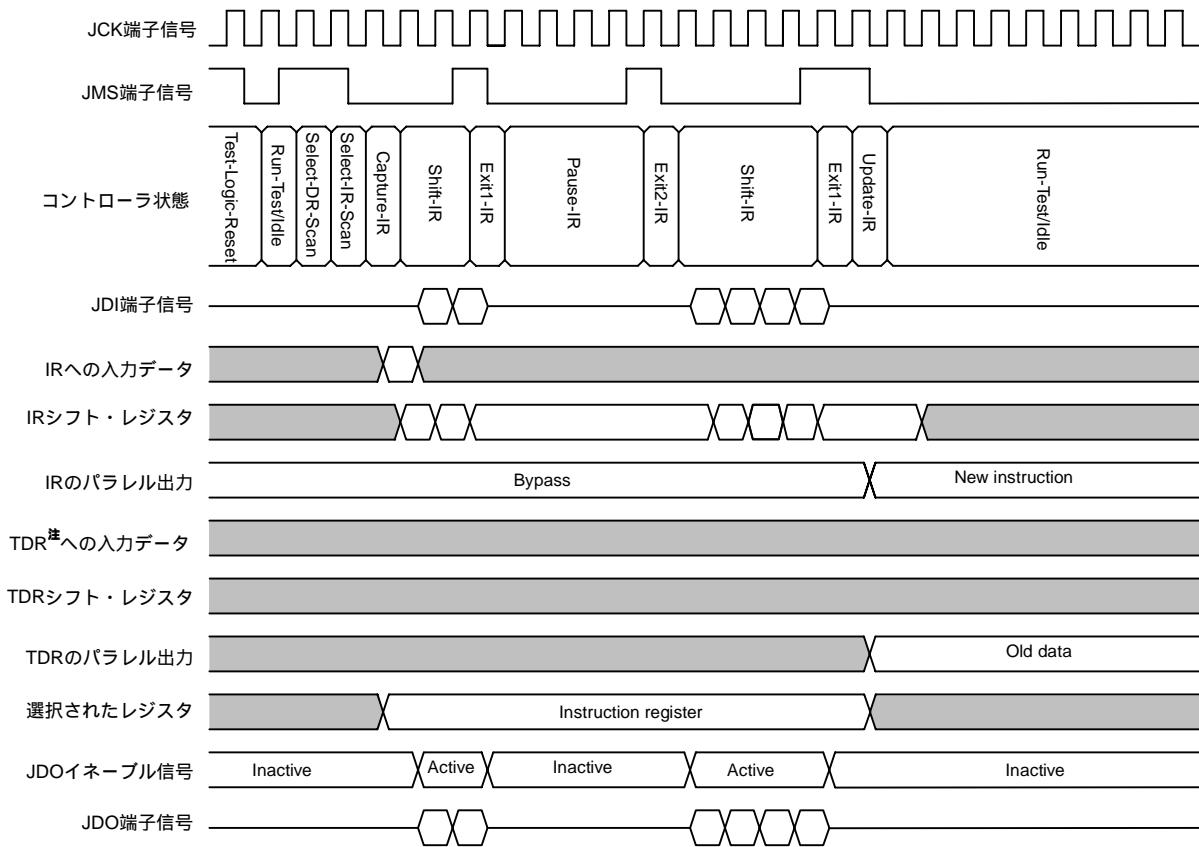 JCK端子信号
JMS端子信号
コントローラ状態
Test-Logic-Reset
Run-Test/Idle
Select-DR-Scan
Select-IR-Scan
Capture-IR
Shift-IR
Exit1-IR
Pause-IR
Exit2-IR
Shift-IR
Exit1-IR
Update-IR
Run-Test/Idle
JDI端子信号
IRへの入力データ
IRシフト・レジスタ
IRのパラレル出力
Bypass
New instruction
TDR注への入力データ
TDRシフト・レジスタ
TDRのパラレル出力
Old data
選択されたレジスタ
Instruction register
JDOイネーブル信号
Inactive
Active
Inactive
Active
Inactive
JDO端子信号